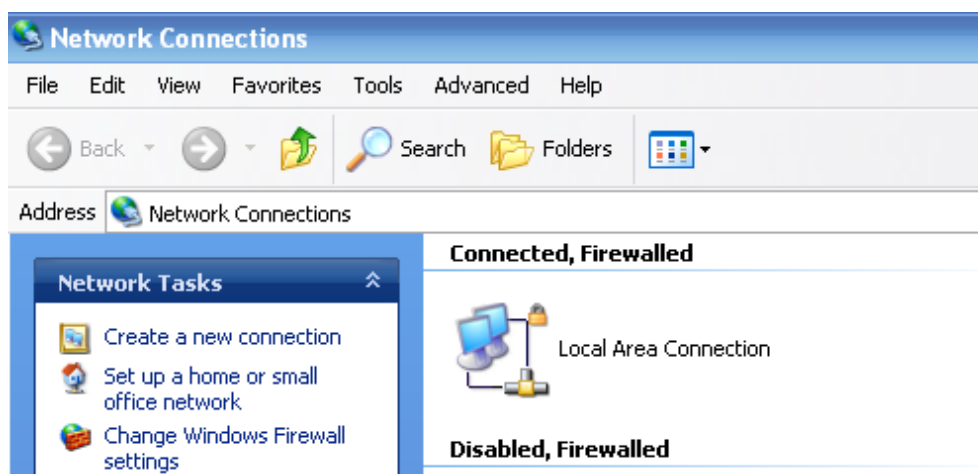 Network Connections
File Edit View Favorites Tools Advanced Help
Back Search Folders
Address Network Connections
Network Tasks
Create a new connection
Set up a home or small
office network
Change Windows Firewall
settings
Connected, Firewalled
Local Area Connection
Disabled, Firewalled